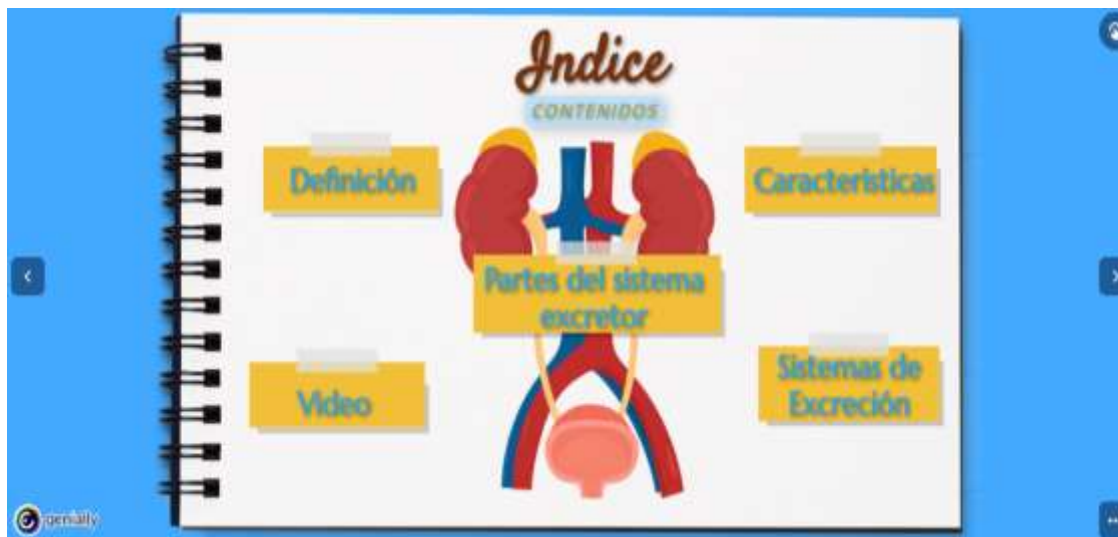 Indice
CONTENIDOS
Definición
Caracteristicas
Partes del sistema
excretor
Video
Sistemas de
Excreción
genially